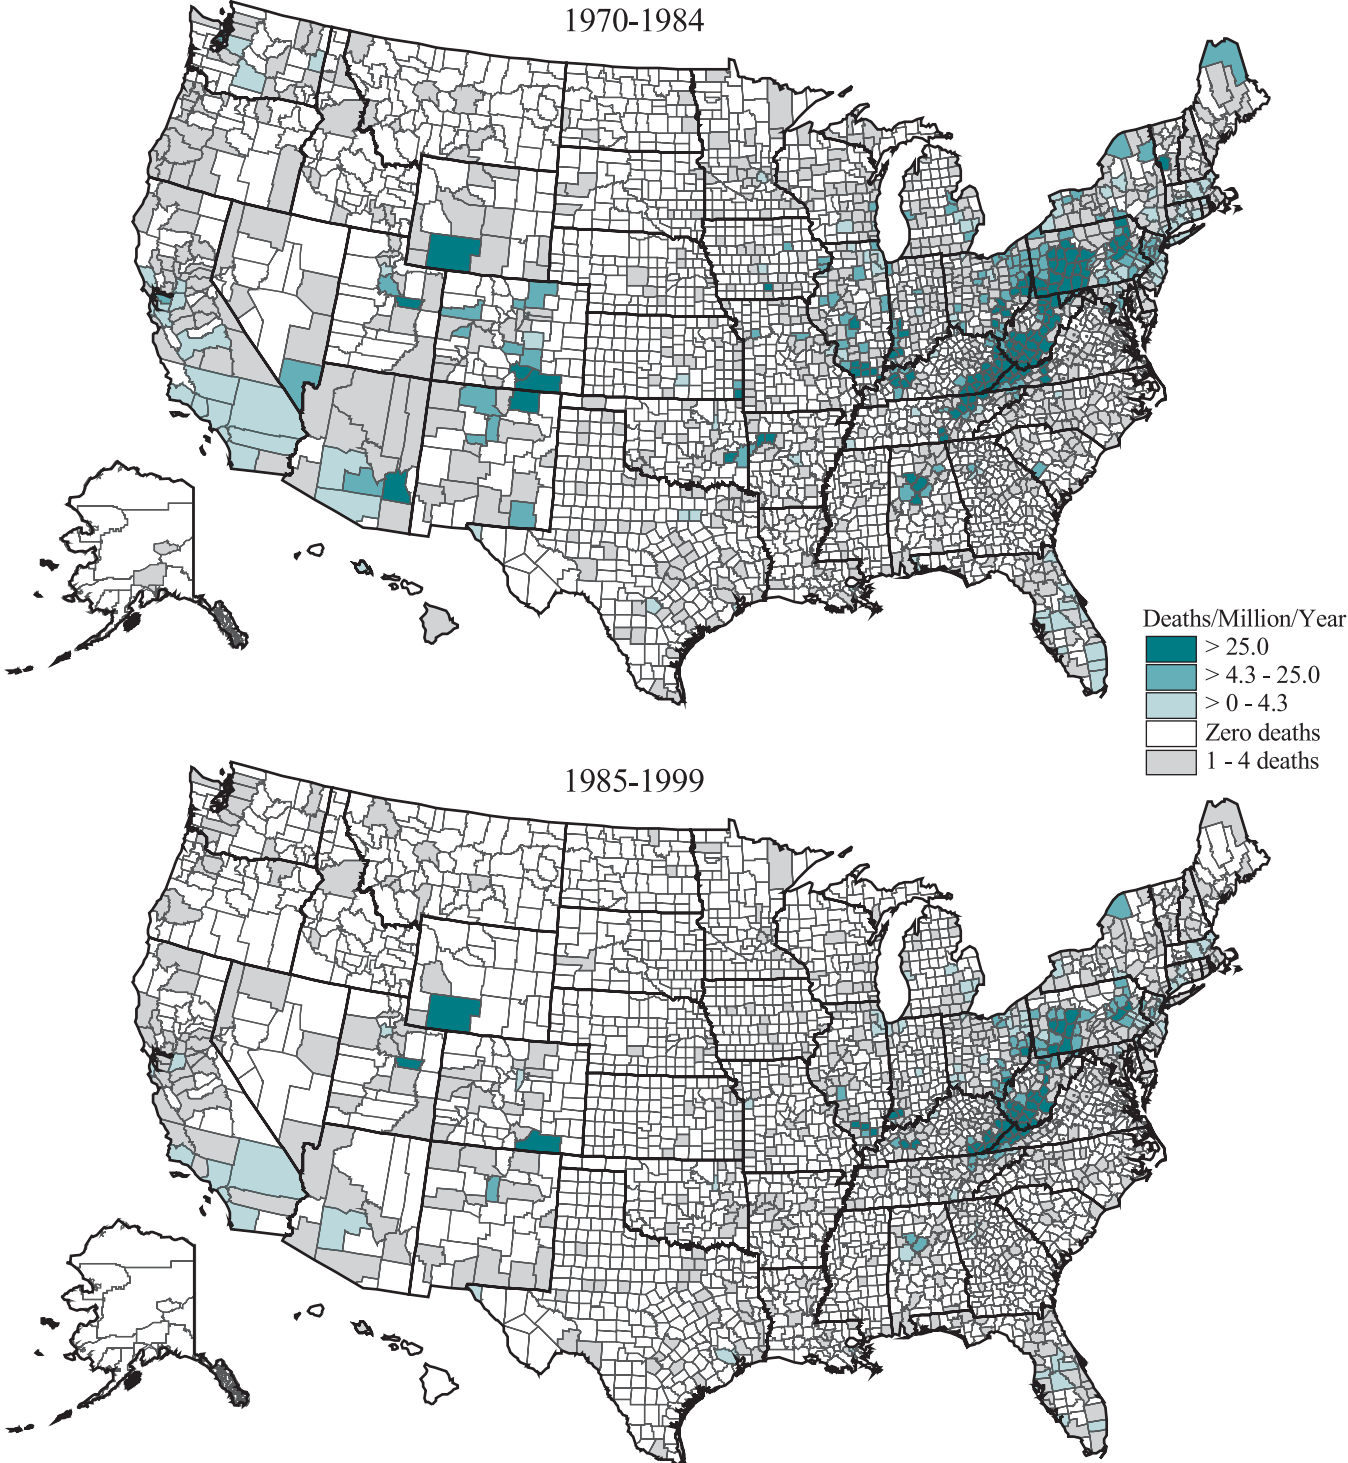 1970-1984
Deaths/Million/Year
> 25.0
> 4.3 - 25.0
> 0 - 4.3
Zero deaths
1 - 4 deaths
1985-1999